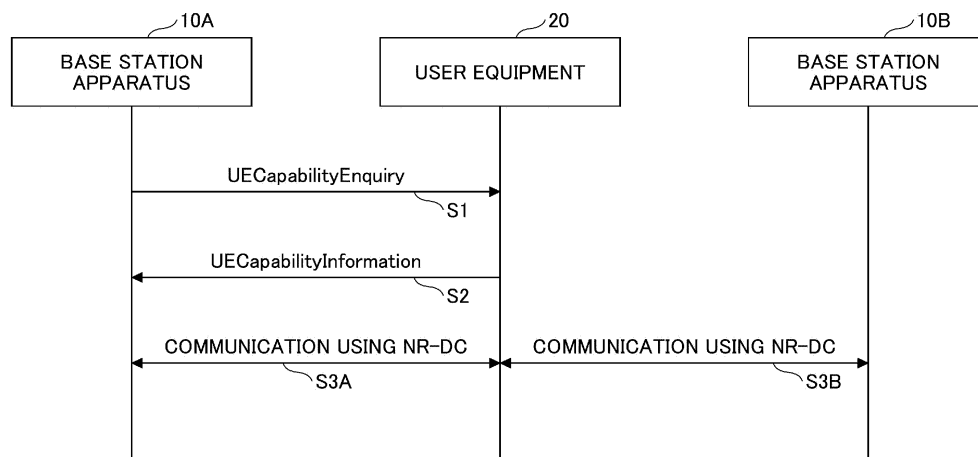 10A
20
10B
BASE STATION
APPARATUS
USER EQUIPMENT
BASE STATION
APPARATUS
UECapabilityEnquiry
S1
UECapabilityInformation
S2
COMMUNICATION USING NR-DC
COMMUNICATION USING NR-DC
S3A
S3B